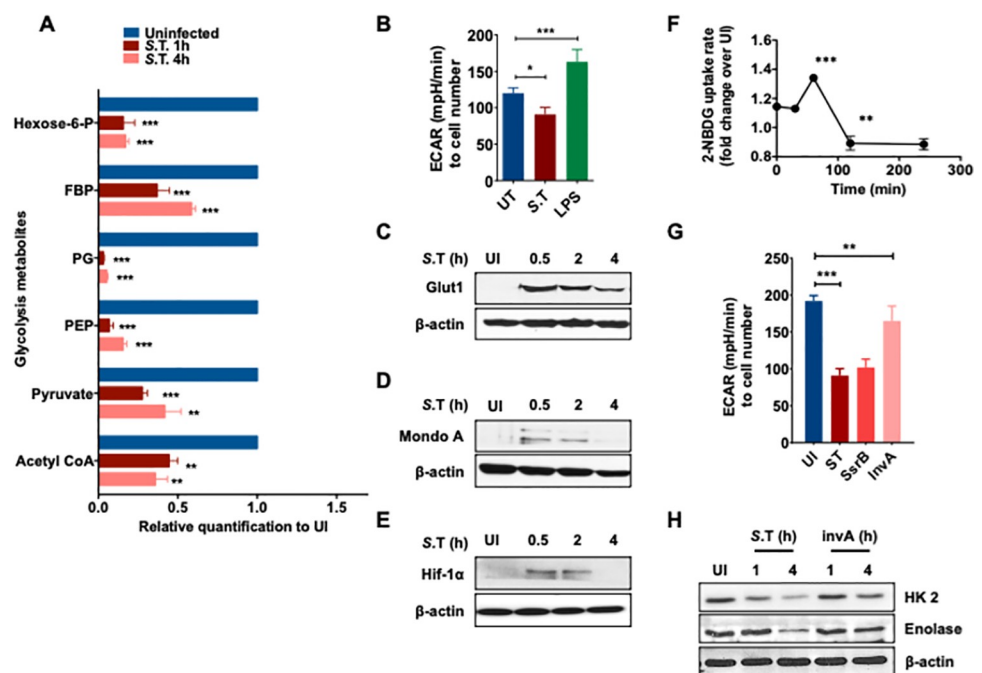 A
Uninfected
S.T. 1h
S.T. 4h
Glycolysis metabolites
Hexose-6-P
***
***
FBP
***
***
PG
***
***
PEP
***
***
Pyruvate
***
**
Acetyl CoA
**
**
0.0 0.5 1.0 1.5
Relative quantification to UI
B
ECAR (mpH/min)
to cell number
200
150
100
50
0
***
*
UT S.T LPS
C
S.T (h) UI 0.5 2 4
Glut1
β-actin
D
S.T (h) UI 0.5 2 4
Mondo A
β-actin
E
S.T (h) UI 0.5 2 4
Hif-1α
β-actin
F
2-NBDG uptake rate
(fold change over UI)
1.6
1.4
1.2
1.0
0.8
***
**
0 100 200 300
Time (min)
G
ECAR (mpH/min)
to cell number
250
200
150
100
50
0
**
***
UI ST SsrB InvA
H
S.T (h) invA (h)
UI 1 4 1 4
HK 2
Enolase
β-actin